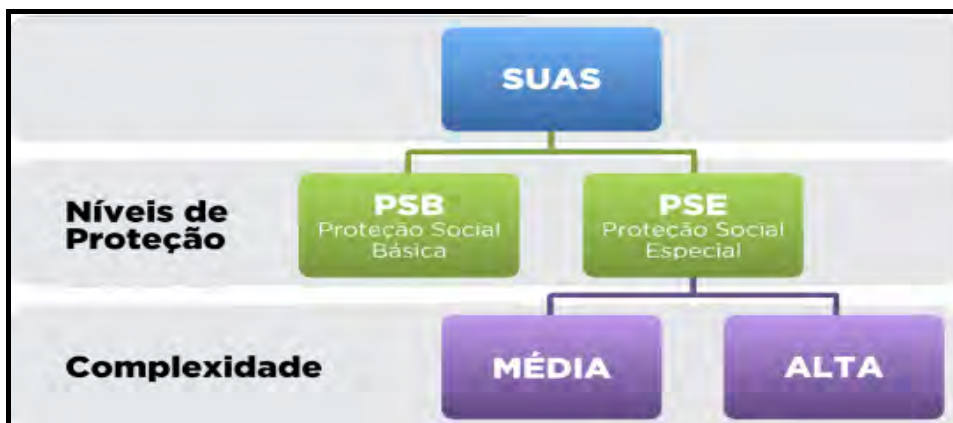 SUAS
Níveis de
Proteção
PSB
Proteção Social
Básica
PSE
Proteção Social
Especial
Complexidade
MÉDIA
ALTA